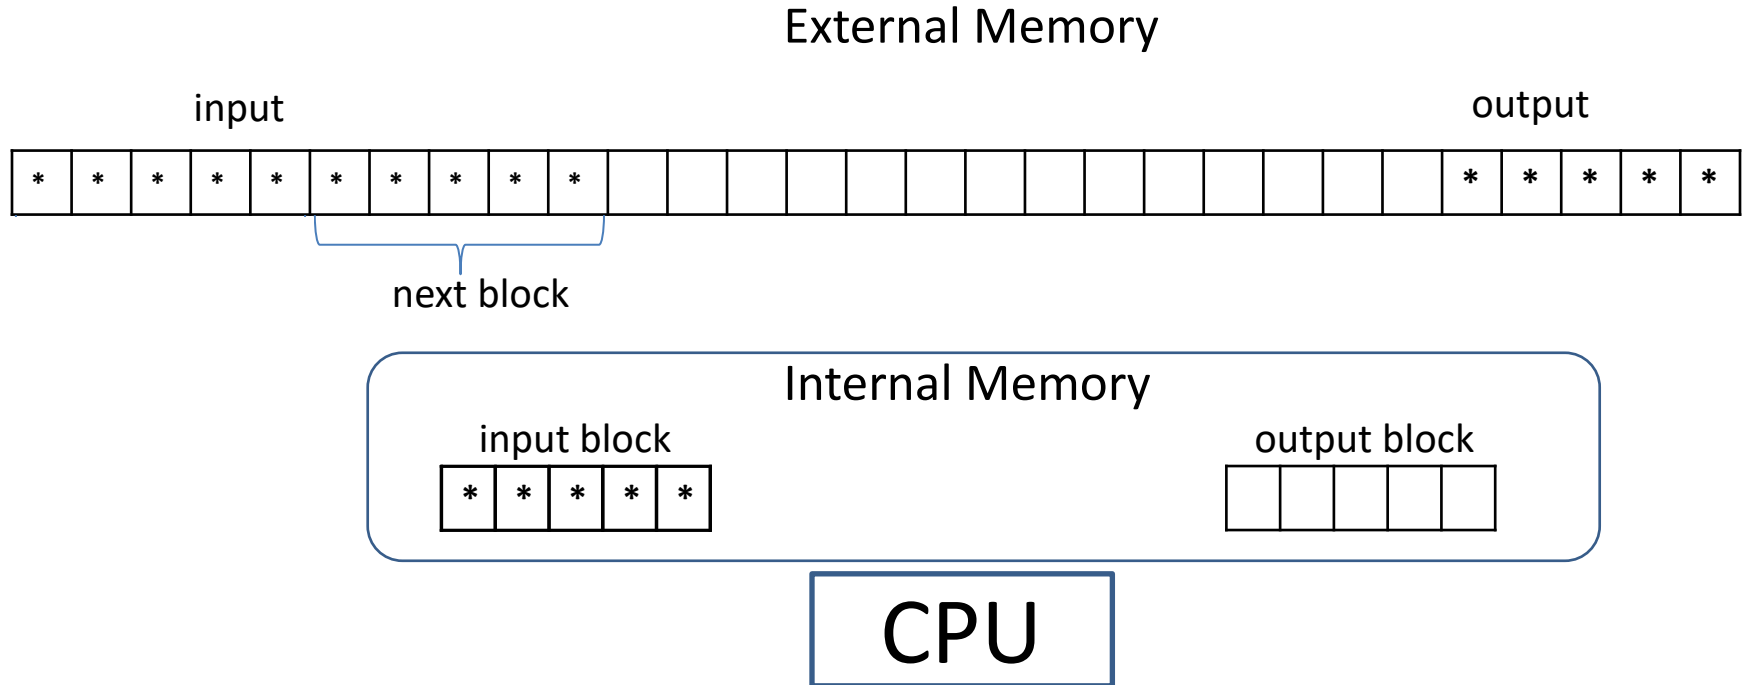 External Memory
input
output
* * * * * * * * * * * * * * *
next block
Internal Memory
input block
output block
* * * * *
CPU